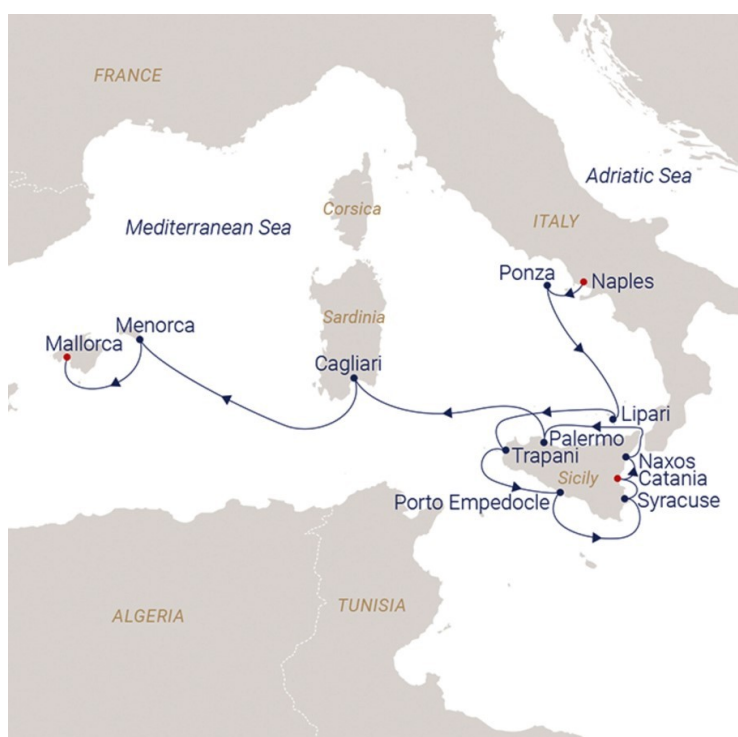 FRANCE
Adriatic Sea
Corsica
Mediterranean Sea
ITALY
Ponza
Naples
Sardinia
Menorca
Mallorca
Cagliari
Lipari
Palermo
Trapani
Naxos
Sicily
Catania
Porto Empedocle
Syracuse
ALGERIA
TUNISIA